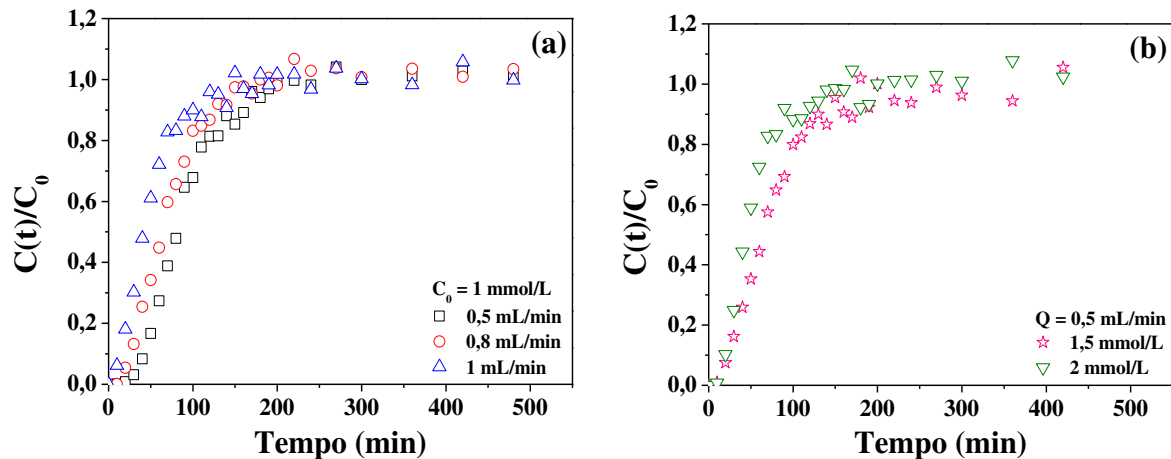 (a)
1,2
1,0
0,8
0,6
0,4
0,2
0,0
C(t)/C₀
C₀ = 1 mmol/L
0,5 mL/min
0,8 mL/min
1 mL/min
0 100 200 300 400 500
Tempo (min)
(b)
1,2
1,0
0,8
0,6
0,4
0,2
0,0
C(t)/C₀
Q = 0,5 mL/min
1,5 mmol/L
2 mmol/L
0 100 200 300 400 500
Tempo (min)